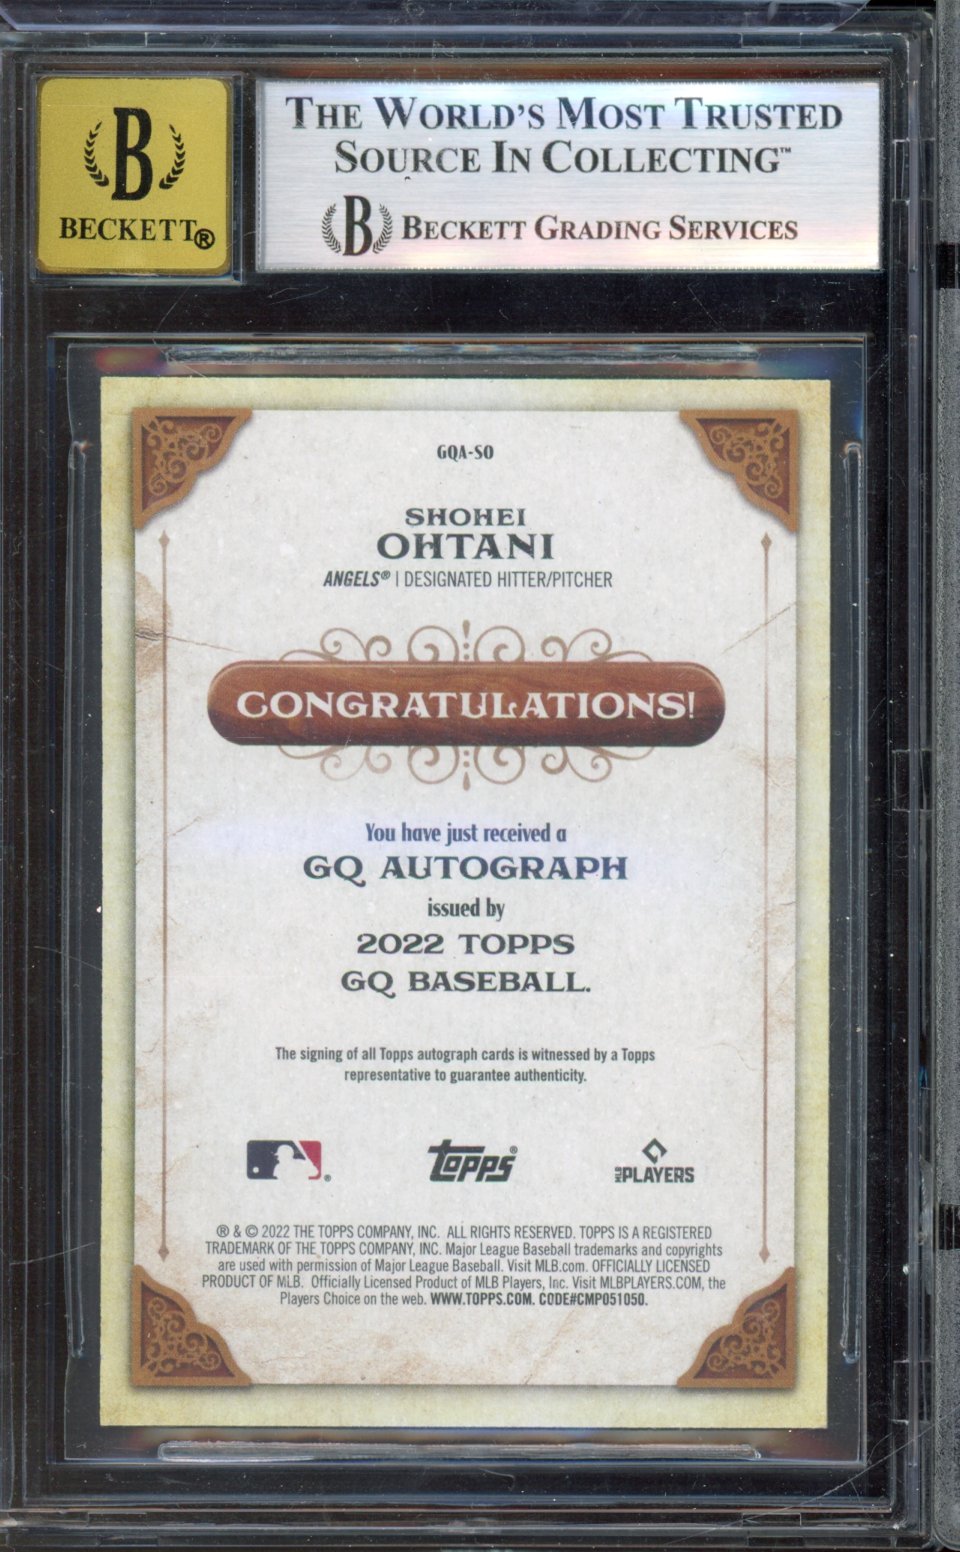 B
BECKETT®
THE WORLD'S MOST TRUSTED
SOURCE IN COLLECTING™
B BECKETT GRADING SERVICES
GQA-SO
SHOHEI
OHTANI
ANGELS® | DESIGNATED HITTER/PITCHER
CONGRATULATIONS!
You have just received a
GQ AUTOGRAPH
issued by
2022 TOPPS
GQ BASEBALL.
The signing of all Topps autograph cards is witnessed by a Topps
representative to guarantee authenticity.
® Topps® MLB PLAYERS
® & © 2022 THE TOPPS COMPANY, INC. ALL RIGHTS RESERVED. TOPPS IS A REGISTERED
TRADEMARK OF THE TOPPS COMPANY, INC. Major League Baseball trademarks and copyrights
are used with permission of Major League Baseball. Visit MLB.com. OFFICIALLY LICENSED
PRODUCT OF MLB. Officially Licensed Product of MLB Players, Inc. Visit MLBPLAYERS.COM, the
Players Choice on the web. WWW.TOPPS.COM. CODE#CMP051050.